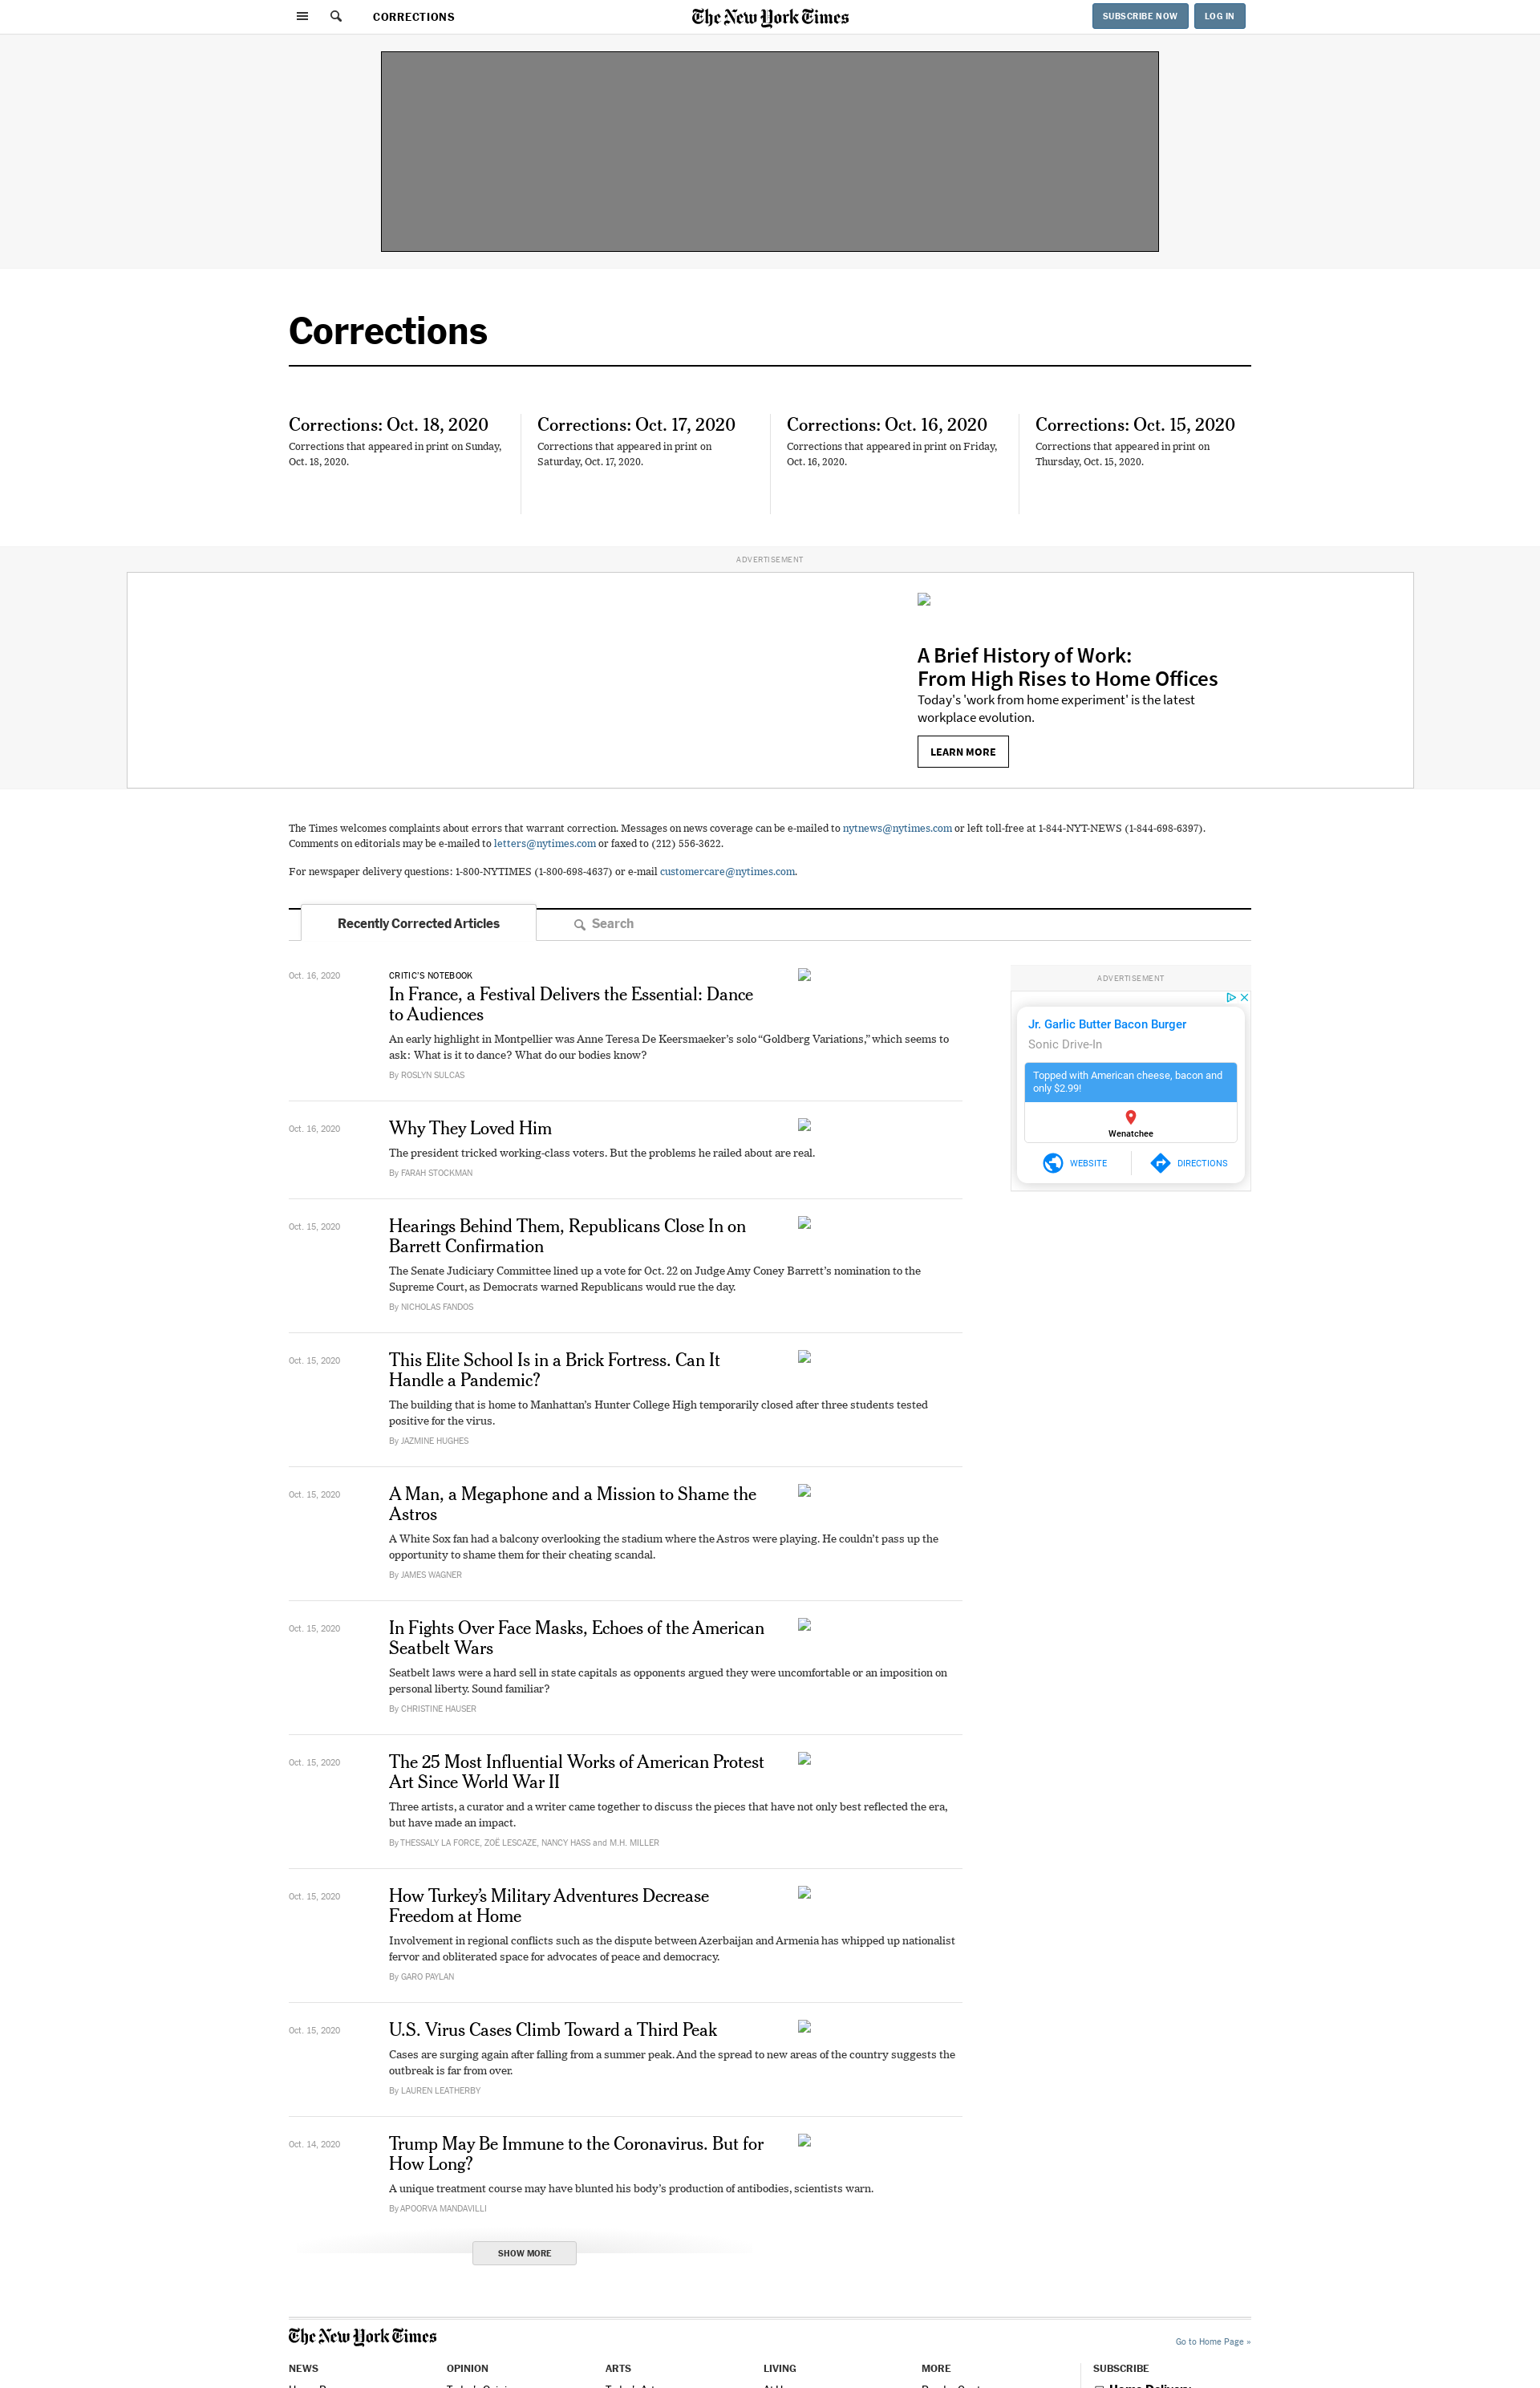 CORRECTIONS
The New York Times
SUBSCRIBE NOW
LOG IN
Corrections
Corrections: Oct. 18, 2020
Corrections that appeared in print on Sunday,
Oct. 18, 2020.
Corrections: Oct. 17, 2020
Corrections that appeared in print on
Saturday, Oct. 17, 2020.
Corrections: Oct. 16, 2020
Corrections that appeared in print on Friday,
Oct. 16, 2020.
Corrections: Oct. 15, 2020
Corrections that appeared in print on
Thursday, Oct. 15, 2020.
ADVERTISEMENT
A Brief History of Work:
From High Rises to Home Offices
Today's 'work from home experiment' is the latest
workplace evolution.
LEARN MORE
The Times welcomes complaints about errors that warrant correction. Messages on news coverage can be e-mailed to nytnews@nytimes.com or left toll-free at 1-844-NYT-NEWS (1-844-698-6397).
Comments on editorials may be e-mailed to letters@nytimes.com or faxed to (212) 556-3622.
For newspaper delivery questions: 1-800-NYTIMES (1-800-698-4637) or e-mail customercare@nytimes.com.
Recently Corrected Articles
Search
Oct. 16, 2020
CRITIC'S NOTEBOOK
In France, a Festival Delivers the Essential: Dance
to Audiences
An early highlight in Montpellier was Anne Teresa De Keersmaeker’s solo “Goldberg Variations,” which seems to
ask: What is it to dance? What do our bodies know?
By ROSLYN SULCAS
Oct. 16, 2020
Why They Loved Him
The president tricked working-class voters. But the problems he railed about are real.
By FARAH STOCKMAN
Oct. 15, 2020
Hearings Behind Them, Republicans Close In on
Barrett Confirmation
The Senate Judiciary Committee lined up a vote for Oct. 22 on Judge Amy Coney Barrett’s nomination to the
Supreme Court, as Democrats warned Republicans would rue the day.
By NICHOLAS FANDOS
Oct. 15, 2020
This Elite School Is in a Brick Fortress. Can It
Handle a Pandemic?
The building that is home to Manhattan’s Hunter College High temporarily closed after three students tested
positive for the virus.
By JAZMINE HUGHES
Oct. 15, 2020
A Man, a Megaphone and a Mission to Shame the
Astros
A White Sox fan had a balcony overlooking the stadium where the Astros were playing. He couldn’t pass up the
opportunity to shame them for their cheating scandal.
By JAMES WAGNER
Oct. 15, 2020
In Fights Over Face Masks, Echoes of the American
Seatbelt Wars
Seatbelt laws were a hard sell in state capitals as opponents argued they were uncomfortable or an imposition on
personal liberty. Sound familiar?
By CHRISTINE HAUSER
Oct. 15, 2020
The 25 Most Influential Works of American Protest
Art Since World War II
Three artists, a curator and a writer came together to discuss the pieces that have not only best reflected the era,
but have made an impact.
By THESSALY LA FORCE, ZOË LESCAZE, NANCY HASS and M.H. MILLER
Oct. 15, 2020
How Turkey’s Military Adventures Decrease
Freedom at Home
Involvement in regional conflicts such as the dispute between Azerbaijan and Armenia has whipped up nationalist
fervor and obliterated space for advocates of peace and democracy.
By GARO PAYLAN
Oct. 15, 2020
U.S. Virus Cases Climb Toward a Third Peak
Cases are surging again after falling from a summer peak. And the spread to new areas of the country suggests the
outbreak is far from over.
By LAUREN LEATHERBY
Oct. 14, 2020
Trump May Be Immune to the Coronavirus. But for
How Long?
A unique treatment course may have blunted his body’s production of antibodies, scientists warn.
By APOORVA MANDAVILLI
SHOW MORE
ADVERTISEMENT
Jr. Garlic Butter Bacon Burger
Sonic Drive-In
Topped with American cheese, bacon and
only $2.99!
Wenatchee
WEBSITE
DIRECTIONS
The New York Times
Go to Home Page »
NEWS
OPINION
ARTS
LIVING
MORE
SUBSCRIBE
Home Delivery